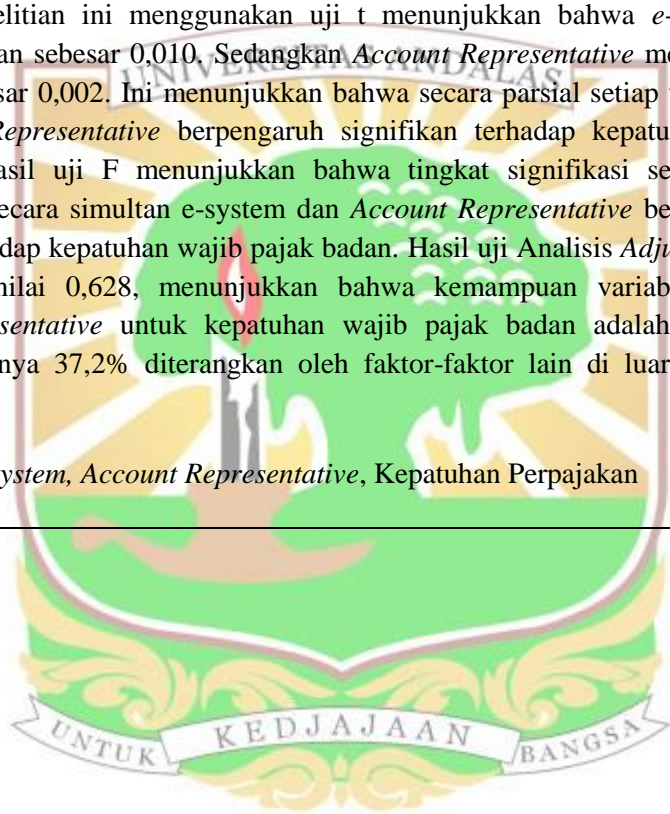 elitian ini menggunakan uji t menunjukkan bahwa e-
an sebesar 0,010. Sedangkan Account Representative me
sar 0,002. Ini menunjukkan bahwa secara parsial setiap
Representative berpengaruh signifikan terhadap kepatu
asil uji F menunjukkan bahwa tingkat signifikasi se
ecara simultan e-system dan Account Representative be
dap kepatuhan wajib pajak badan. Hasil uji Analisis Adju
nilai 0,628, menunjukkan bahwa kemampuan variab
sentative untuk kepatuhan wajib pajak badan adalah
nya 37,2% diterangkan oleh faktor-faktor lain di luar
ystem, Account Representative, Kepatuhan Perpajakan
UNIVERSITAS ANDALAS
UNTUK KEDJAJAAN BANGSA